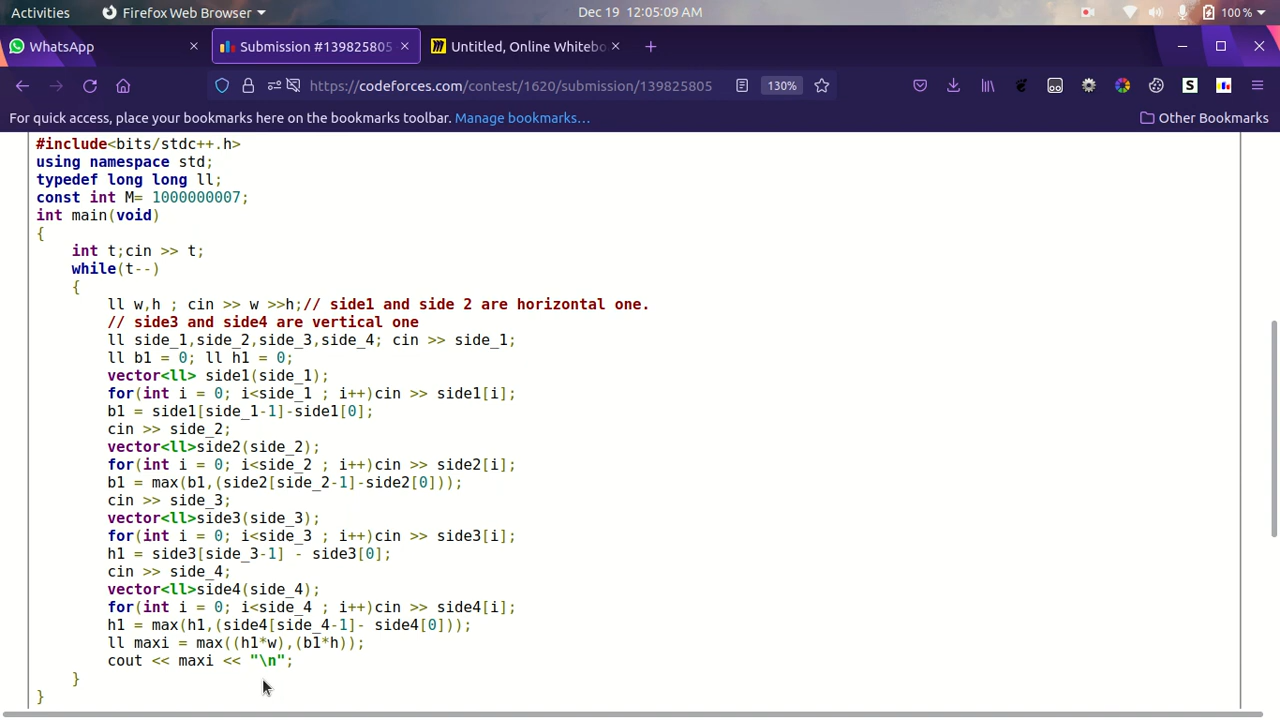 Activities Firefox Web Browser Dec 19 12:05:09 AM 100 %
WhatsApp Submission #139825805 Untitled, Online Whitebo
https://codeforces.com/contest/1620/submission/139825805 130% S
For quick access, place your bookmarks here on the bookmarks toolbar. Manage bookmarks… Other Bookmarks
#include<bits/stdc++.h>
using namespace std;
typedef long long ll;
const int M= 1000000007;
int main(void)
{
int t;cin >> t;
while(t--)
{
ll w,h ; cin >> w >>h;// side1 and side 2 are horizontal one.
// side3 and side4 are vertical one
ll side_1,side_2,side_3,side_4; cin >> side_1;
ll b1 = 0; ll h1 = 0;
vector<ll> side1(side_1);
for(int i = 0; i<side_1 ; i++)cin >> side1[i];
b1 = side1[side_1-1]-side1[0];
cin >> side_2;
vector<ll>side2(side_2);
for(int i = 0; i<side_2 ; i++)cin >> side2[i];
b1 = max(b1,(side2[side_2-1]-side2[0]));
cin >> side_3;
vector<ll>side3(side_3);
for(int i = 0; i<side_3 ; i++)cin >> side3[i];
h1 = side3[side_3-1] - side3[0];
cin >> side_4;
vector<ll>side4(side_4);
for(int i = 0; i<side_4 ; i++)cin >> side4[i];
h1 = max(h1,(side4[side_4-1]- side4[0]));
ll maxi = max((h1*w),(b1*h));
cout << maxi << "\n";
}
}